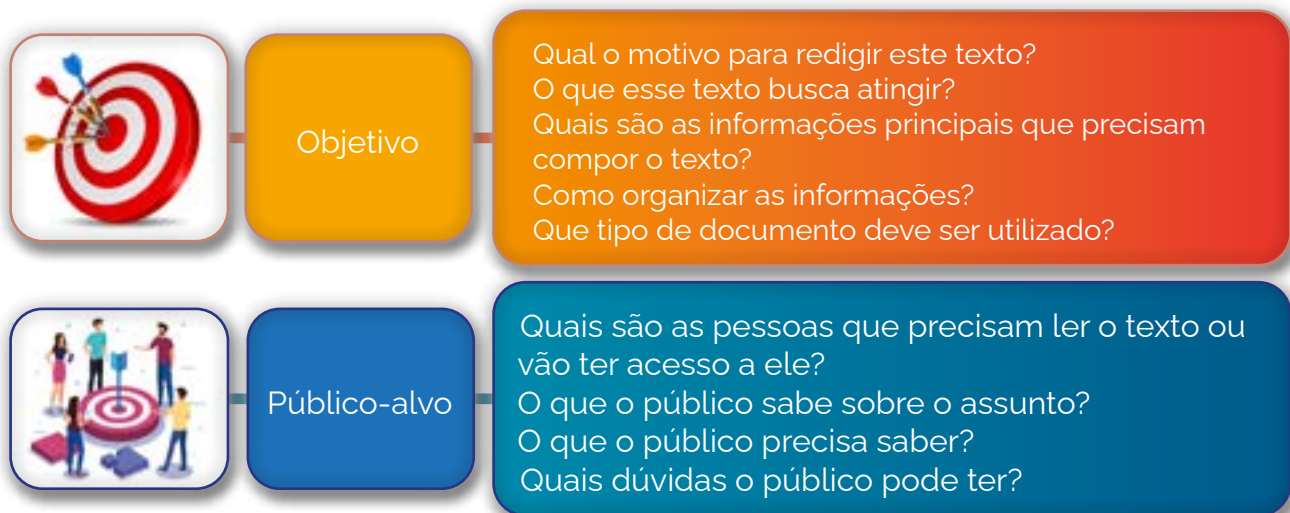 Objetivo
Qual o motivo para redigir este texto?
O que esse texto busca atingir?
Quais são as informações principais que precisam
compor o texto?
Como organizar as informações?
Que tipo de documento deve ser utilizado?
Público-alvo
Quais são as pessoas que precisam ler o texto ou
vão ter acesso a ele?
O que o público sabe sobre o assunto?
O que o público precisa saber?
Quais dúvidas o público pode ter?